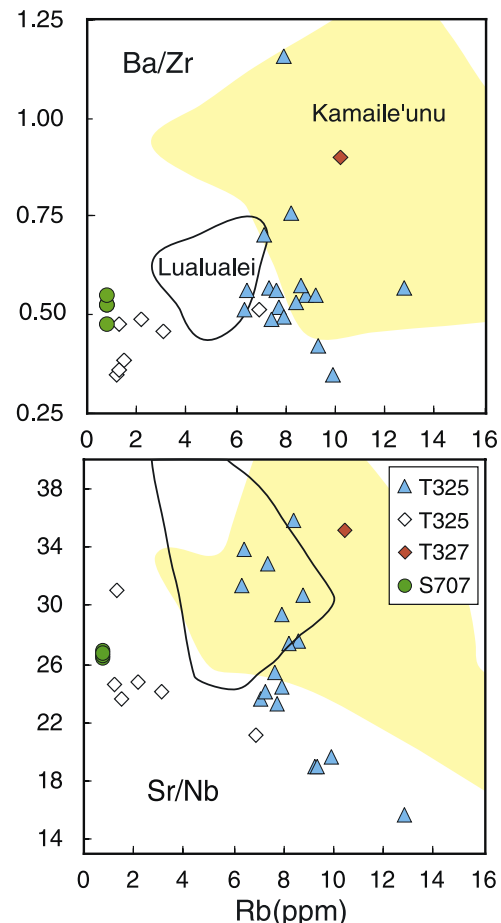 1.25
Ba/Zr
Kamaile'unu
1.00
0.75
Lualualei
0.50
0.25
0 2 4 6 8 10 12 14 16
38
T325
T325
34
T327
S707
30
26
22
18
Sr/Nb
14
0 2 4 6 8 10 12 14 16
Rb(ppm)